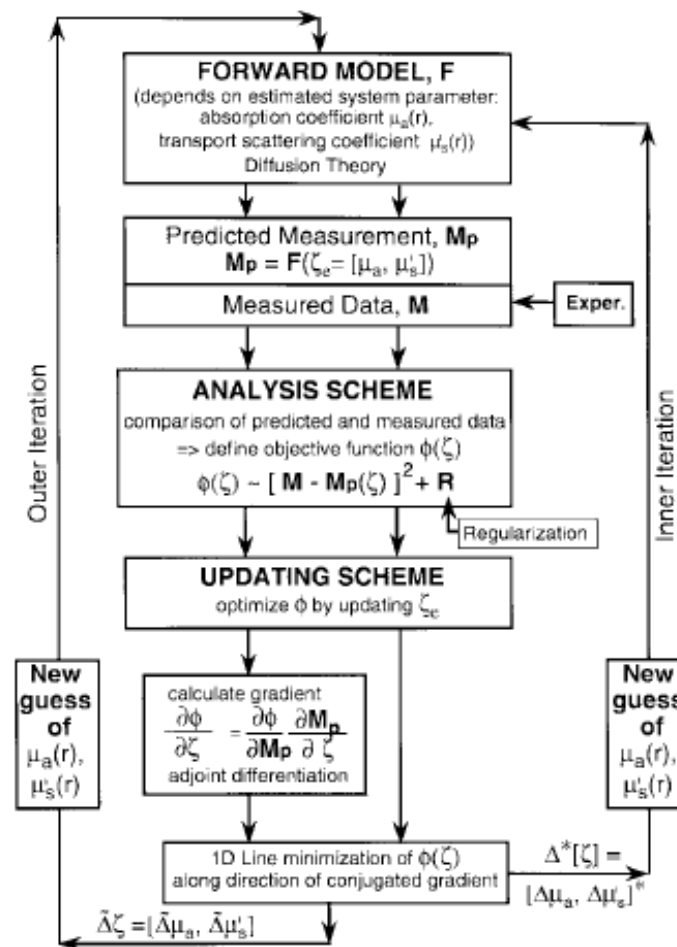 FORWARD MODEL, F
(depends on estimated system parameter:
absorption coefficient μa(r),
transport scattering coefficient μ's(r))
Diffusion Theory
Predicted Measurement, Mp
Mp = F(ζe= [μa, μ's])
Measured Data, M
Exper.
ANALYSIS SCHEME
comparison of predicted and measured data
=> define objective function ϕ(ζ)
ϕ(ζ) ~ [ M - Mp(ζ) ]² + R
Regularization
UPDATING SCHEME
optimize ϕ by updating ζe
calculate gradient
∂ϕ/∂ζ = ∂ϕ/∂Mp ∂Mp/∂ζ
adjoint differentiation
1D Line minimization of ϕ(ζ)
along direction of conjugated gradient
Δ*[ζ] =
[Δμa, Δμ's]*
Δ̃ζ = [Δ̃μa, Δ̃μ's]
Outer Iteration
New
guess
of
μa(r),
μ's(r)
Inner Iteration
New
guess
of
μa(r),
μ's(r)